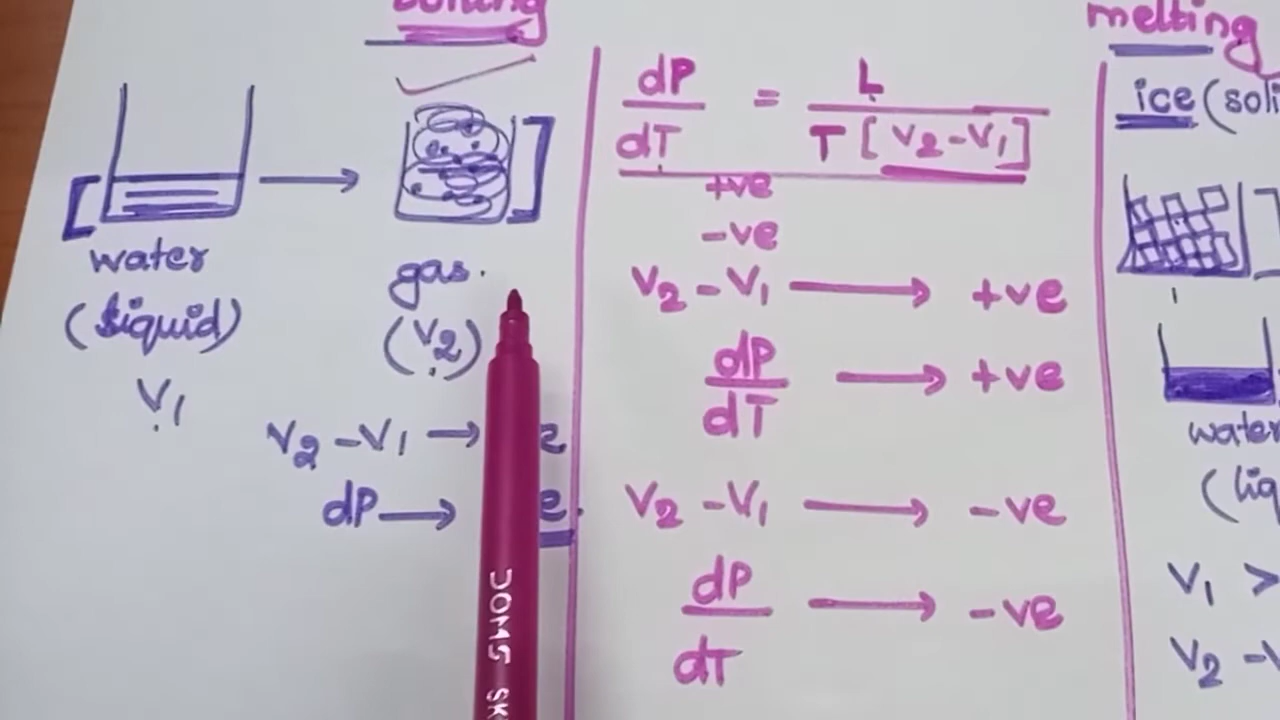 boiling
water
(liquid)
V₁
gas.
(V₂)
V₂ - V₁ →
dP →
dP/dT = L/T[V₂-V₁]
+ve
-ve
V₂ - V₁ → +ve
dP/dT → +ve
V₂ - V₁ → -ve
dP/dT → -ve
melting
ice (soli
water
(liq
V₁ >
V₂ -
DOMS